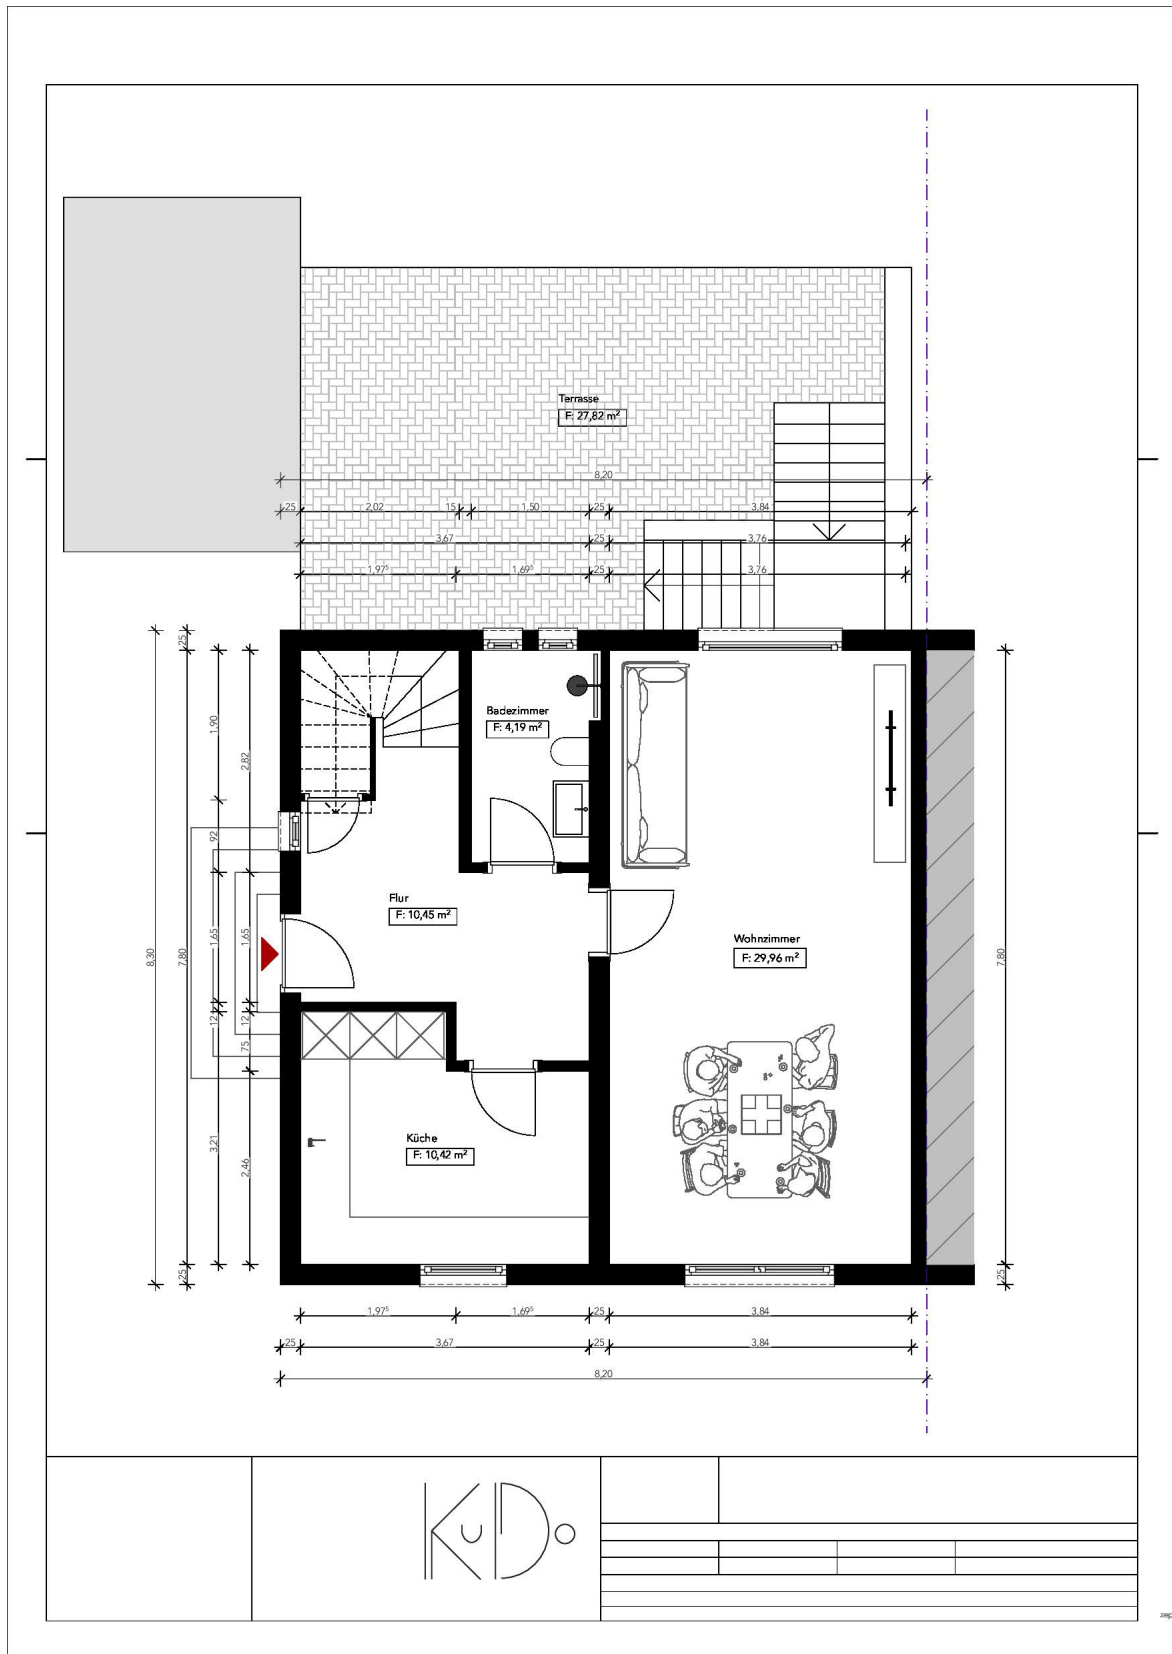 Terrasse
F: 27,82 m²
8,20
25 2,02 15 1,50 25 3,84
3,67 25 3,76
1,97⁵ 1,69⁵ 25 3,76
25
25
1,90
2,82
Badezimmer
F: 4,19 m²
92
Flur
F: 10,45 m²
1,65
1,65
Wohnzimmer
F: 29,96 m²
8,30
7,80
7,80
12
12
75
Küche
F: 10,42 m²
3,21
2,46
25
25
1,97⁵ 1,69⁵ 25 3,84
25 3,67 25 3,84
8,20
KuDo